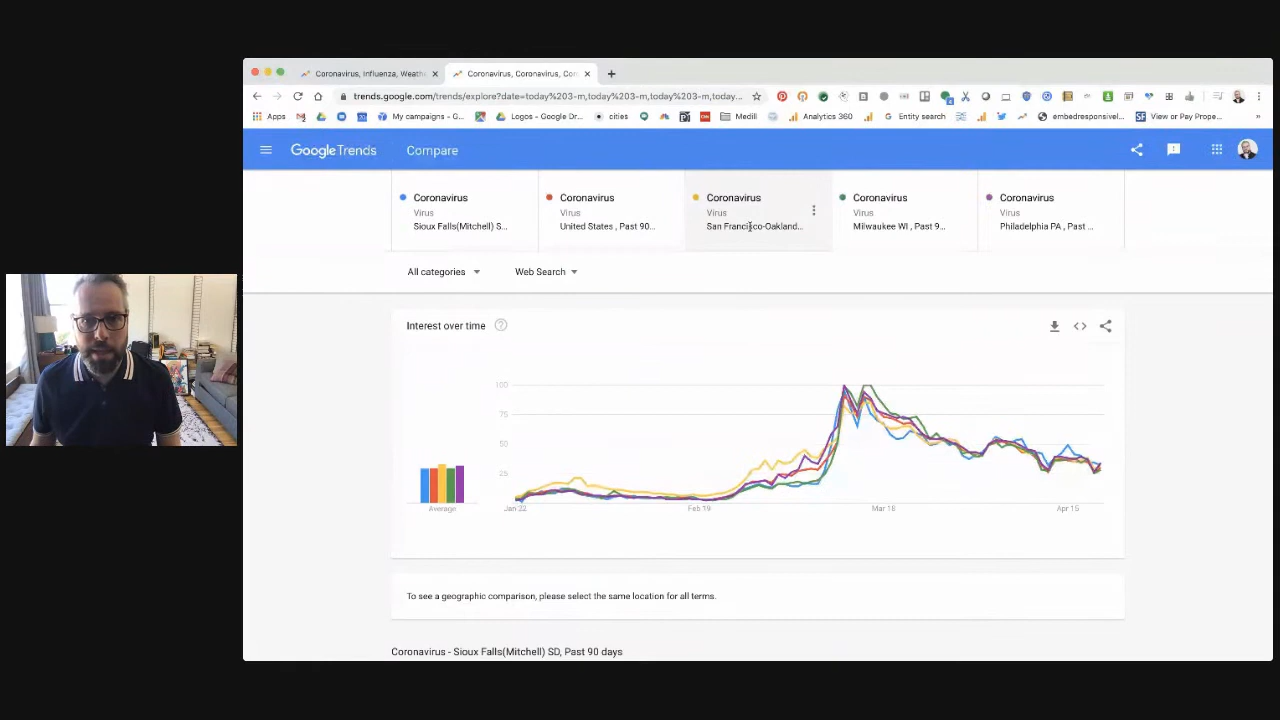 Coronavirus, Influenza, Weath
Coronavirus, Coronavirus, Cor
trends.google.com/trends/explore?date=today%203-m,today%203-m,today%203-m,today...
Apps
My campaigns – G...
Logos – Google Dr...
cities
Medill
Analytics 360
Entity search
embedresponsivel...
View or Pay Prope...
Google Trends
Compare
Coronavirus
Virus
Sioux Falls(Mitchell) S...
Coronavirus
Virus
United States , Past 90...
Coronavirus
Virus
San Francisco-Oakland...
Coronavirus
Virus
Milwaukee WI , Past 9...
Coronavirus
Virus
Philadelphia PA , Past ...
All categories
Web Search
Interest over time
100
75
50
25
Average
Jan 22
Feb 19
Mar 18
Apr 15
To see a geographic comparison, please select the same location for all terms.
Coronavirus - Sioux Falls(Mitchell) SD, Past 90 days